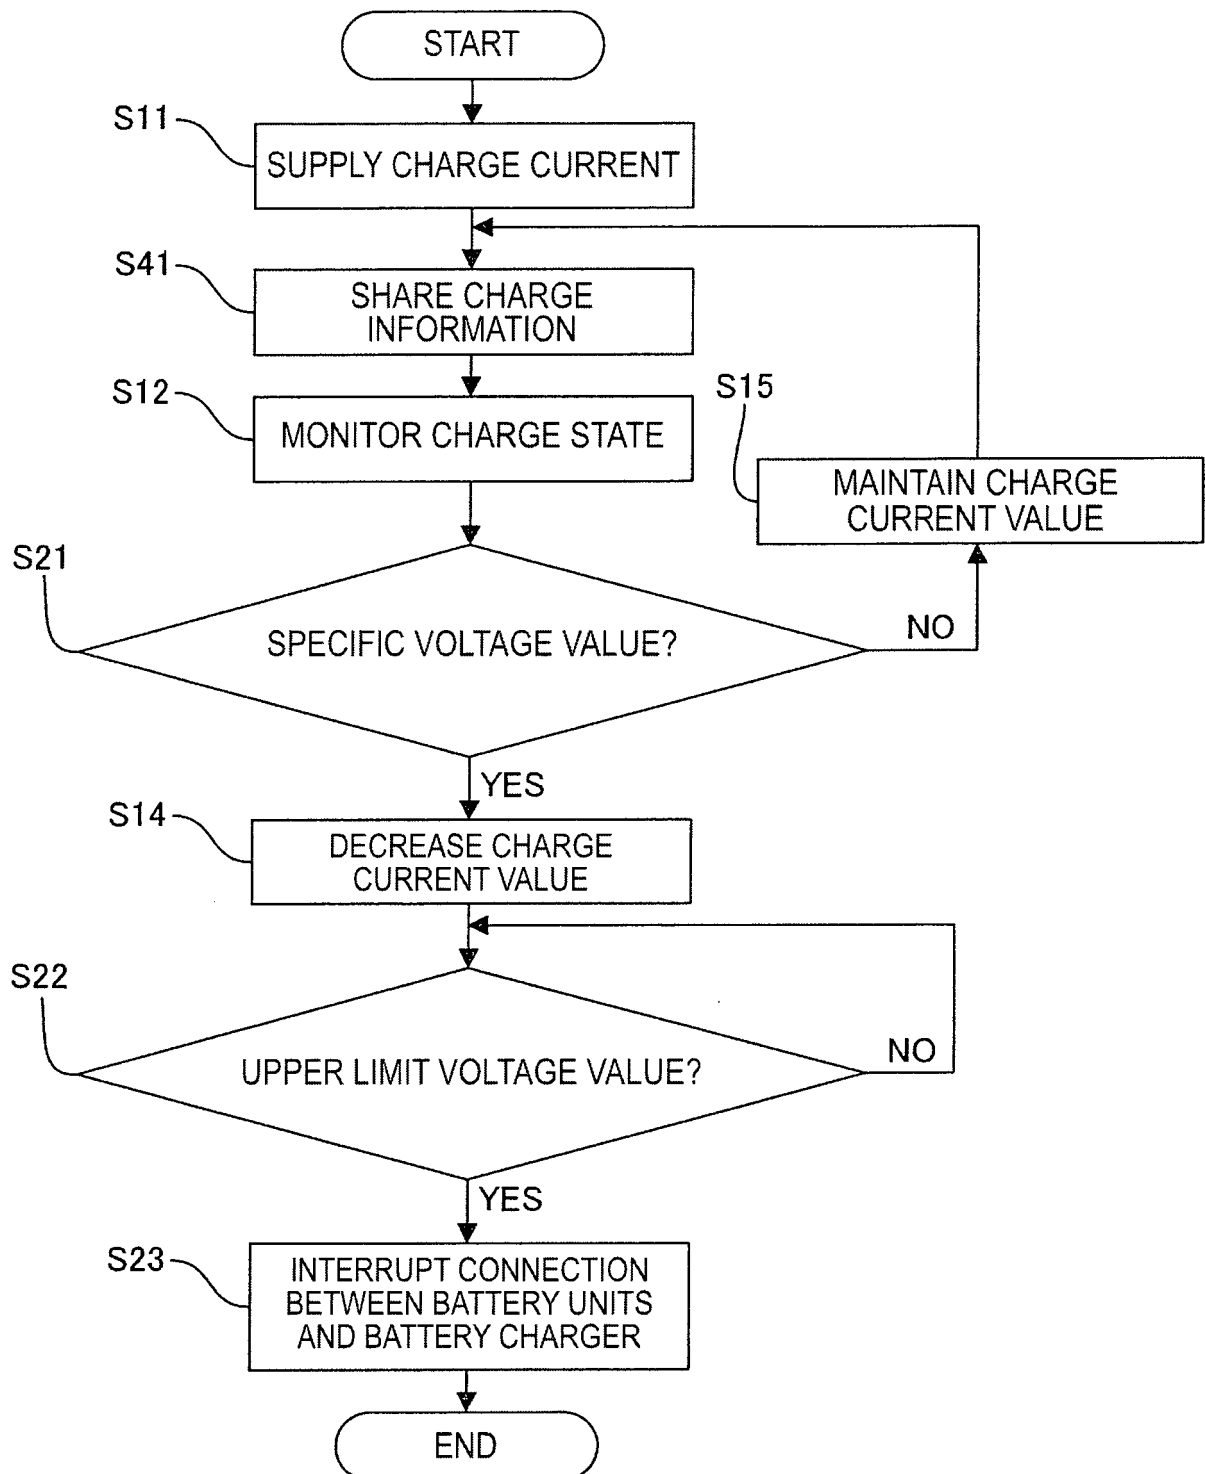 START
S11
SUPPLY CHARGE CURRENT
S41
SHARE CHARGE
INFORMATION
S12
MONITOR CHARGE STATE
S15
MAINTAIN CHARGE
CURRENT VALUE
S21
SPECIFIC VOLTAGE VALUE?
NO
YES
S14
DECREASE CHARGE
CURRENT VALUE
S22
UPPER LIMIT VOLTAGE VALUE?
NO
YES
S23
INTERRUPT CONNECTION
BETWEEN BATTERY UNITS
AND BATTERY CHARGER
END